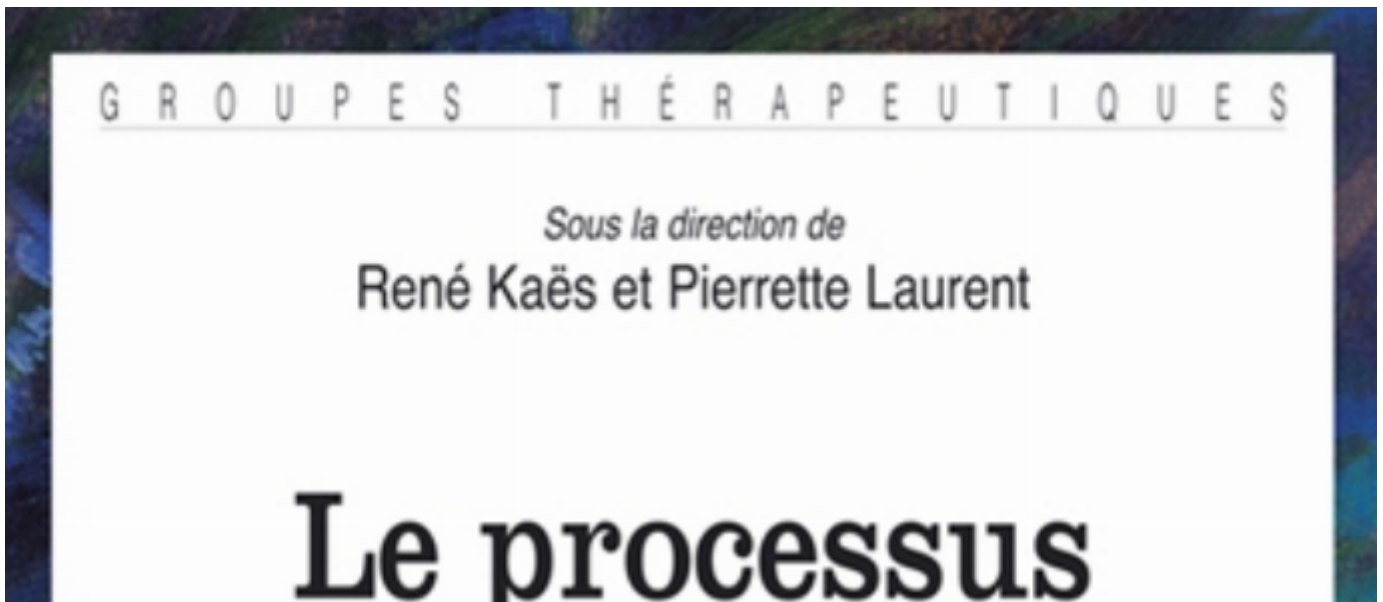 GROUPES THÉRAPEUTIQUES
Sous la direction de
René Kaës et Pierrette Laurent
Le processus